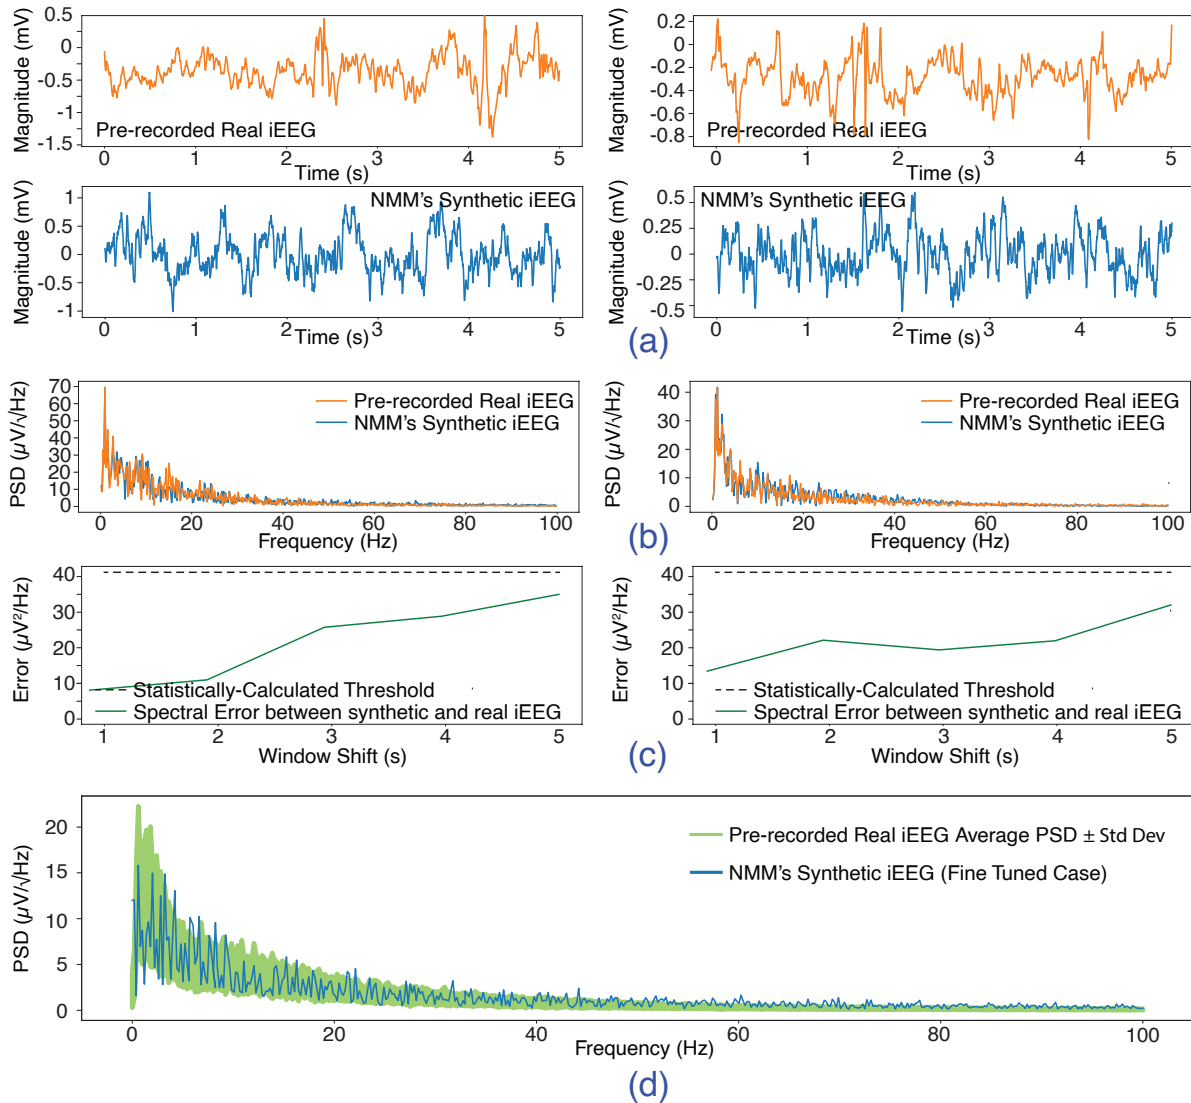 0.5
0
-0.5
-1
-1.5
Magnitude (mV)
Pre-recorded Real iEEG
0 1 2 3 4 5
Time (s)
0.2
0
-0.2
-0.4
-0.6
-0.8
Magnitude (mV)
Pre-recorded Real iEEG
0 1 2 3 4 5
Time (s)
1
0.5
0
-0.5
-1
Magnitude (mV)
NMM's Synthetic iEEG
0 1 2 3 4 5
Time (s)
0.5
0.25
0
-0.25
-0.5
Magnitude (mV)
NMM's Synthetic iEEG
0 1 2 3 4 5
Time (s)
(a)
70
60
50
40
30
20
10
0
PSD (µV/√Hz)
Pre-recorded Real iEEG
NMM's Synthetic iEEG
0 20 40 60 80 100
Frequency (Hz)
40
30
20
10
0
PSD (µV/√Hz)
Pre-recorded Real iEEG
NMM's Synthetic iEEG
0 20 40 60 80 100
Frequency (Hz)
(b)
40
30
20
10
0
Error (µV²/Hz)
Statistically-Calculated Threshold
Spectral Error between synthetic and real iEEG
1 2 3 4 5
Window Shift (s)
40
30
20
10
0
Error (µV²/Hz)
Statistically-Calculated Threshold
Spectral Error between synthetic and real iEEG
1 2 3 4 5
Window Shift (s)
(c)
20
15
10
5
0
PSD (µV/√Hz)
Pre-recorded Real iEEG Average PSD ± Std Dev
NMM's Synthetic iEEG (Fine Tuned Case)
0 20 40 60 80 100
Frequency (Hz)
(d)